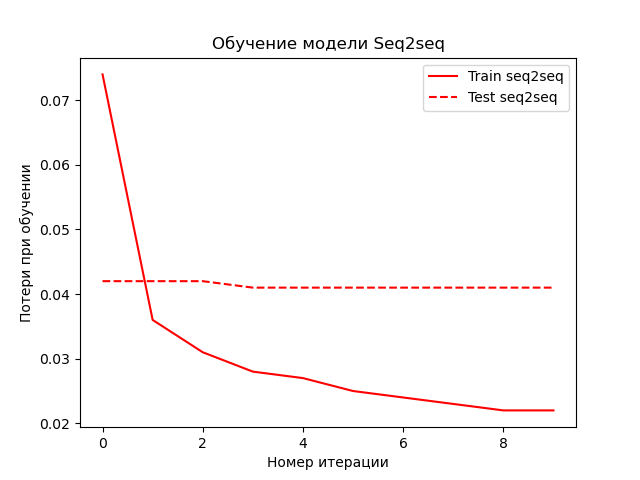 Обучение модели Seq2seq
Train seq2seq
Test seq2seq
Потери при обучении
0.07
0.06
0.05
0.04
0.03
0.02
0 2 4 6 8
Номер итерации